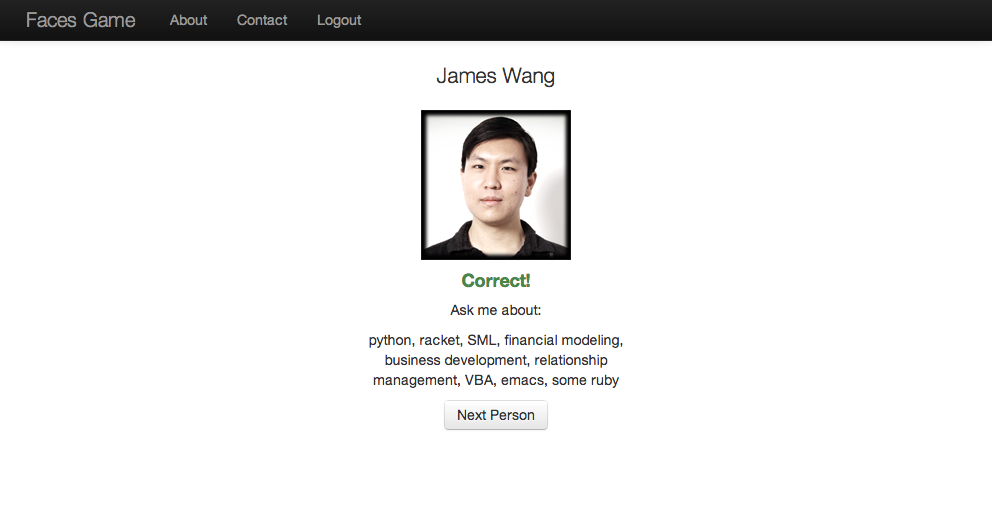 Faces Game About Contact Logout
James Wang
Correct!
Ask me about:
python, racket, SML, financial modeling,
business development, relationship
management, VBA, emacs, some ruby
Next Person